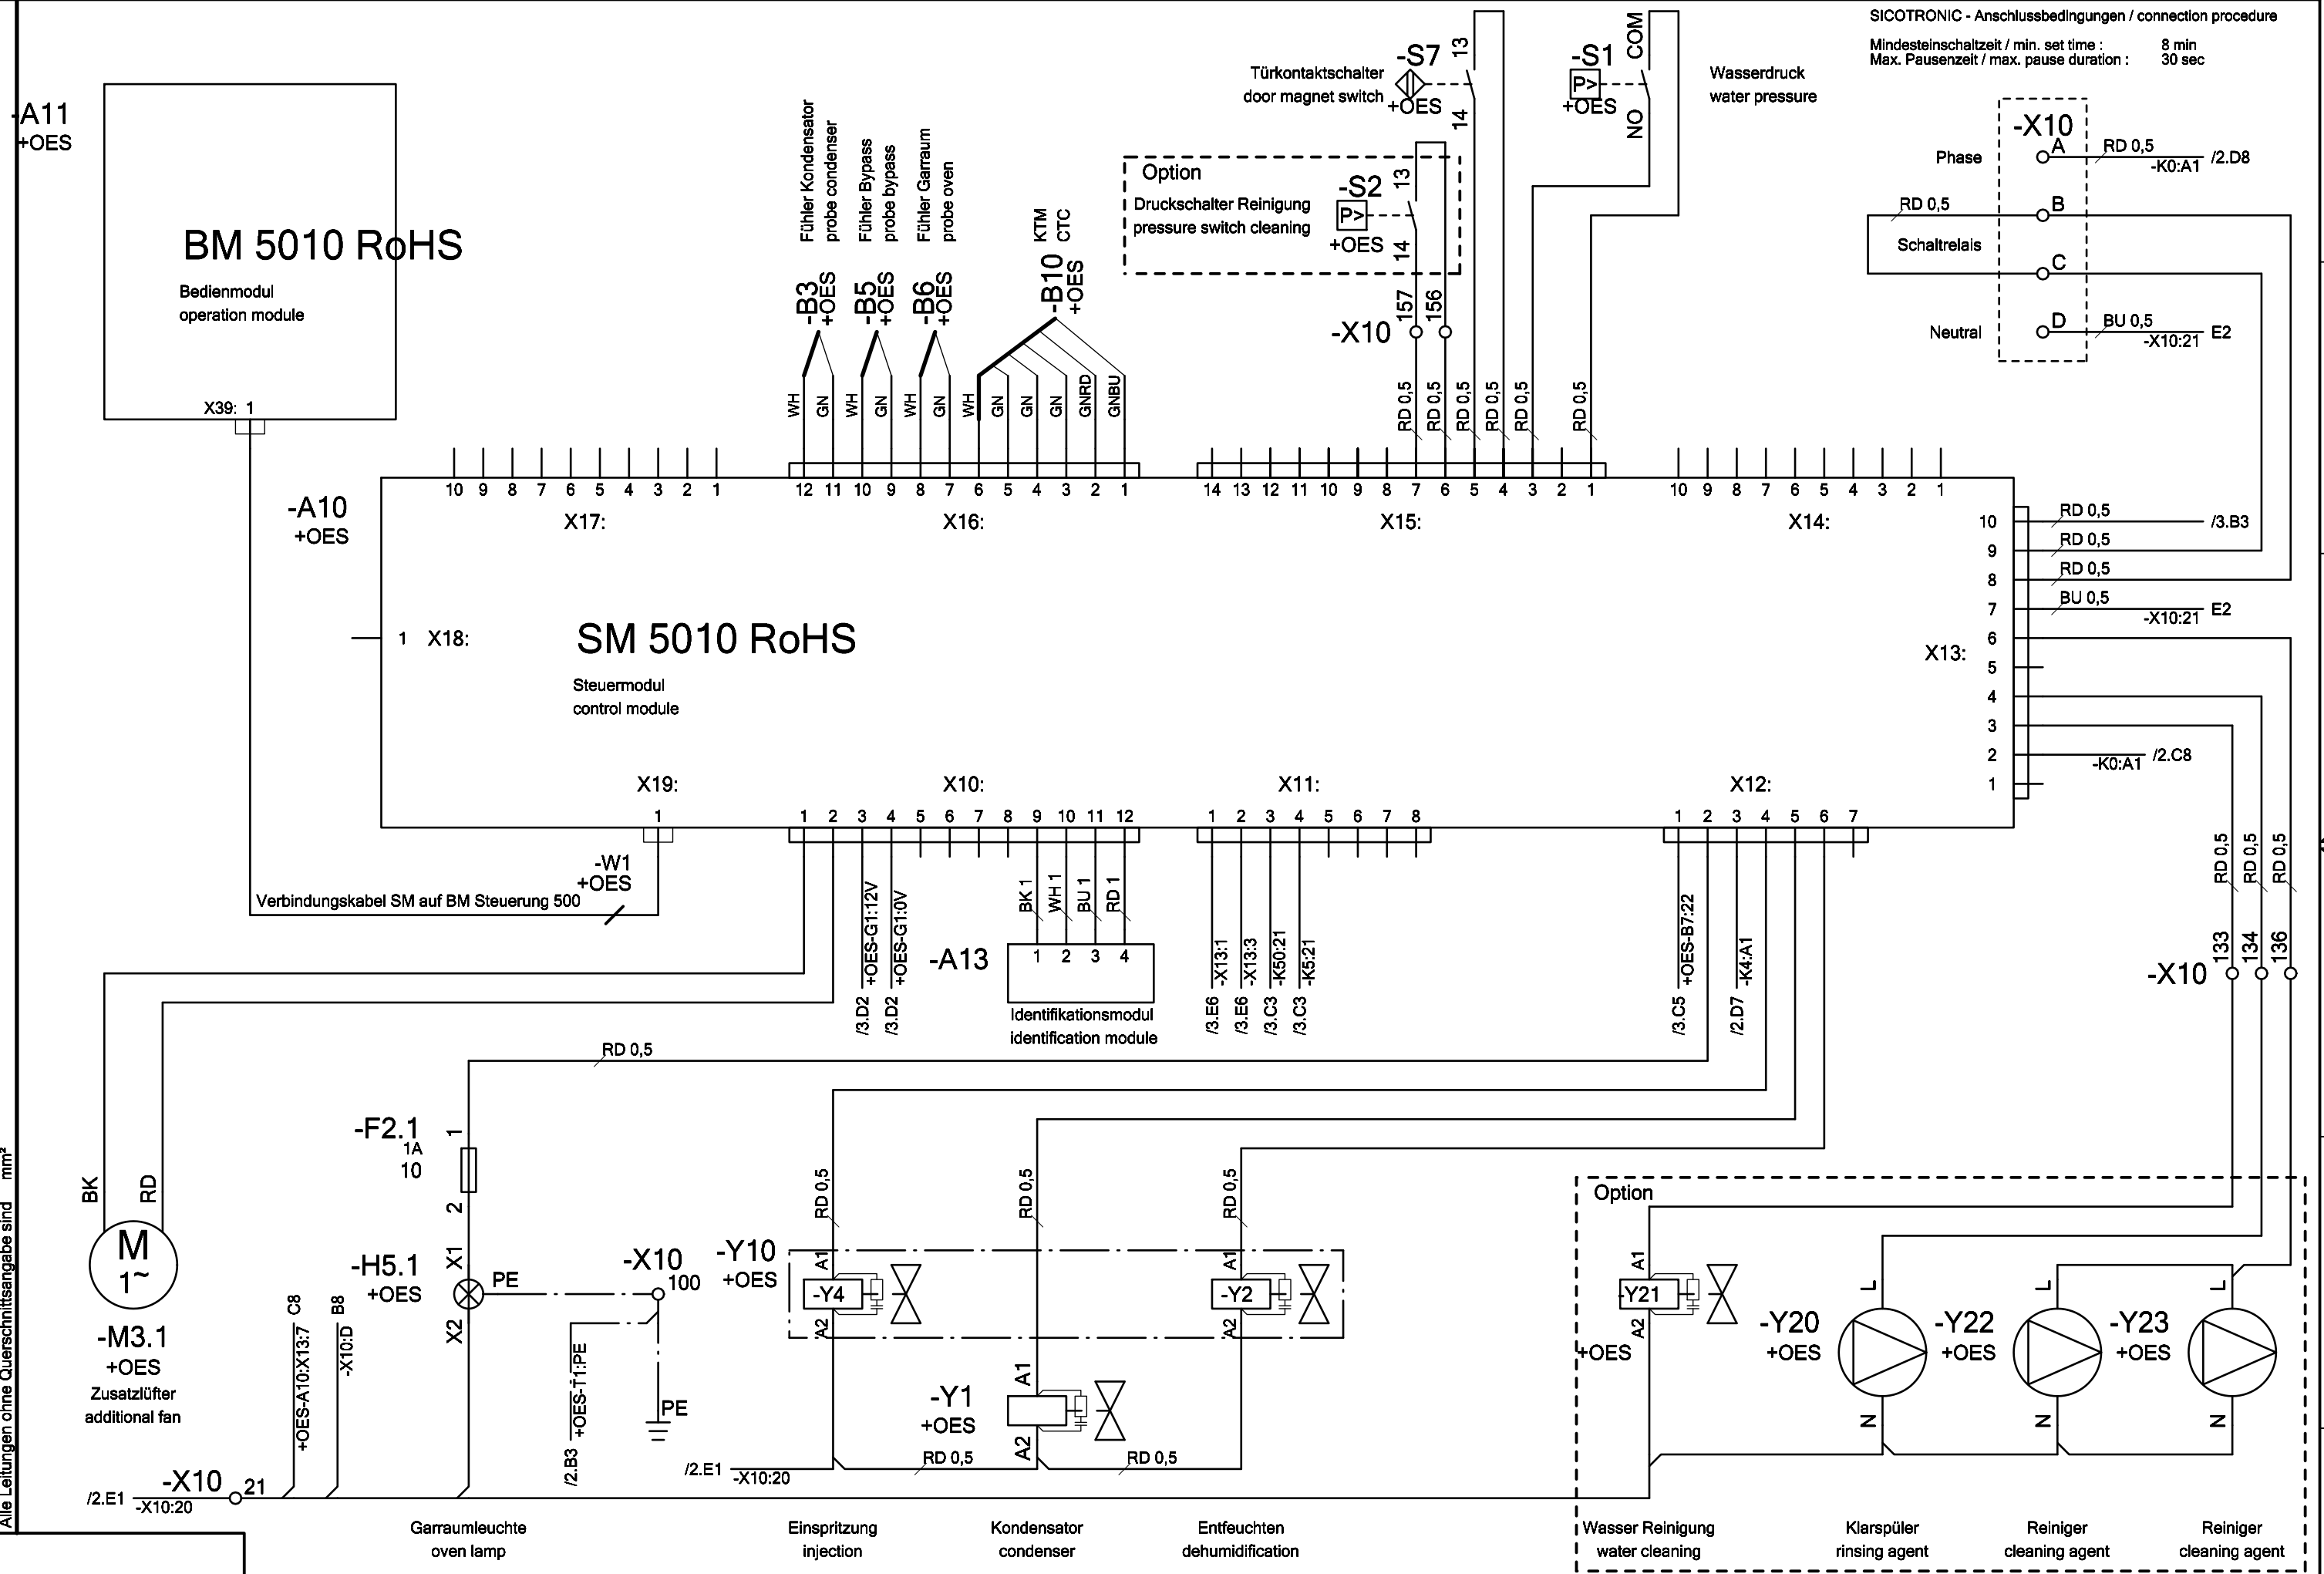 SICOTRONIC - Anschlussbedingungen / connection procedure
Mindesteinschaltzeit / min. set time : 8 min
Max. Pausenzeit / max. pause duration : 30 sec
-A11
+OES
BM 5010 RoHS
Bedienmodul
operation module
X39: 1
Fühler Kondensator
probe condenser
Fühler Bypass
probe bypass
Fühler Garraum
probe oven
KTM
CTC
-B3
+OES
-B5
+OES
-B6
+OES
-B10
+OES
WH
GN
WH
GN
WH
GN
WH
GN
GN
GN
GNRD
GNBU
Türkontaktschalter
door magnet switch
-S7
+OES
13
14
-S1
P>
+OES
COM
NO
Wasserdruck
water pressure
Option
Druckschalter Reinigung
pressure switch cleaning
-S2
P>
+OES
13
14
-X10
157
156
RD 0,5
RD 0,5
RD 0,5
RD 0,5
RD 0,5
RD 0,5
-X10
Phase
A
RD 0,5
-K0:A1
/2.D8
RD 0,5
B
Schaltrelais
C
Neutral
D
BU 0,5
-X10:21
E2
-A10
+OES
10 9 8 7 6 5 4 3 2 1
X17:
12 11 10 9 8 7 6 5 4 3 2 1
X16:
14 13 12 11 10 9 8 7 6 5 4 3 2 1
X15:
10 9 8 7 6 5 4 3 2 1
X14:
1 X18:
SM 5010 RoHS
Steuermodul
control module
X13:
10 RD 0,5 /3.B3
9 RD 0,5
8 RD 0,5
7 BU 0,5 -X10:21 E2
6
5
4
3
2 -K0:A1 /2.C8
1
X19:
1
X10:
1 2 3 4 5 6 7 8 9 10 11 12
X11:
1 2 3 4 5 6 7 8
X12:
1 2 3 4 5 6 7
-W1
+OES
Verbindungskabel SM auf BM Steuerung 500
/3.D2 +OES-G1:12V
/3.D2 +OES-G1:0V
BK 1
WH 1
BU 1
RD 1
-A13
1 2 3 4
Identifikationsmodul
identification module
/3.E6 -X13:1
/3.E6 -X13:3
/3.C3 -K50:21
/3.C3 -K5:21
/3.C5 +OES-B7:22
/2.D7 -K4:A1
RD 0,5
RD 0,5
RD 0,5
-X10
133
134
136
RD 0,5
Alle Leitungen ohne Querschnittsangabe sind mm²
BK
RD
M
1~
-M3.1
+OES
Zusatzlüfter
additional fan
-F2.1
1A
10
1
2
-H5.1
+OES
X1
X2
PE
-X10
100
PE
/2.B3 +OES-T1:PE
C8
+OES-A10:X13:7
B8
-X10:D
/2.E1
-X10:20
-X10
21
-Y10
+OES
RD 0,5
A1
-Y4
A2
RD 0,5
A1
-Y1
+OES
A2
RD 0,5
A1
-Y2
A2
/2.E1
-X10:20
RD 0,5
RD 0,5
Option
A1
-Y21
A2
+OES
L
-Y20
+OES
N
L
-Y22
+OES
N
L
-Y23
+OES
N
Garraumleuchte
oven lamp
Einspritzung
injection
Kondensator
condenser
Entfeuchten
dehumidification
Wasser Reinigung
water cleaning
Klarspüler
rinsing agent
Reiniger
cleaning agent
Reiniger
cleaning agent